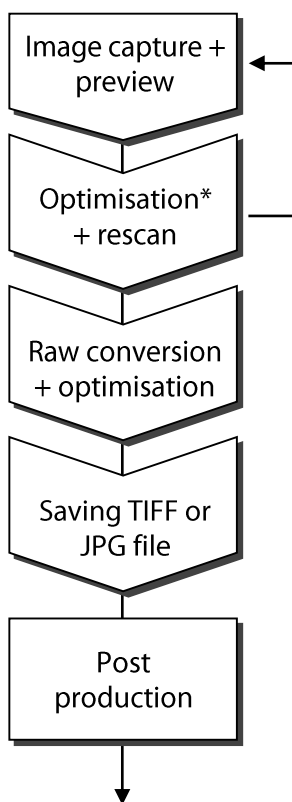 Image capture +
preview
Optimisation*
+ rescan
Raw conversion
+ optimisation
Saving TIFF or
JPG file
Post
production